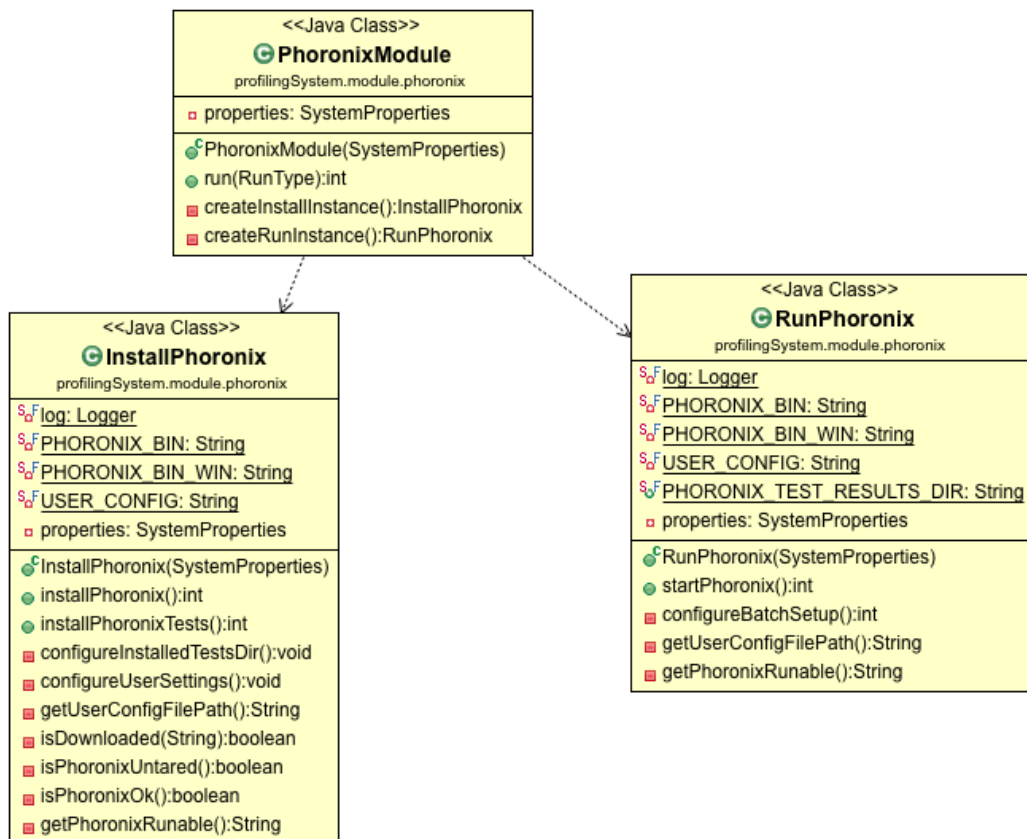 <<Java Class>>
PhoronixModule
profilingSystem.module.phoronix
properties: SystemProperties
PhoronixModule(SystemProperties)
run(RunType):int
createInstallInstance():InstallPhoronix
createRunInstance():RunPhoronix
<<Java Class>>
InstallPhoronix
profilingSystem.module.phoronix
log: Logger
PHORONIX_BIN: String
PHORONIX_BIN_WIN: String
USER_CONFIG: String
properties: SystemProperties
InstallPhoronix(SystemProperties)
installPhoronix():int
installPhoronixTests():int
configureInstalledTestsDir():void
configureUserSettings():void
getUserConfigFilePath():String
isDownloaded(String):boolean
isPhoronixUntared():boolean
isPhoronixOk():boolean
getPhoronixRunable():String
<<Java Class>>
RunPhoronix
profilingSystem.module.phoronix
log: Logger
PHORONIX_BIN: String
PHORONIX_BIN_WIN: String
USER_CONFIG: String
PHORONIX_TEST_RESULTS_DIR: String
properties: SystemProperties
RunPhoronix(SystemProperties)
startPhoronix():int
configureBatchSetup():int
getUserConfigFilePath():String
getPhoronixRunable():String